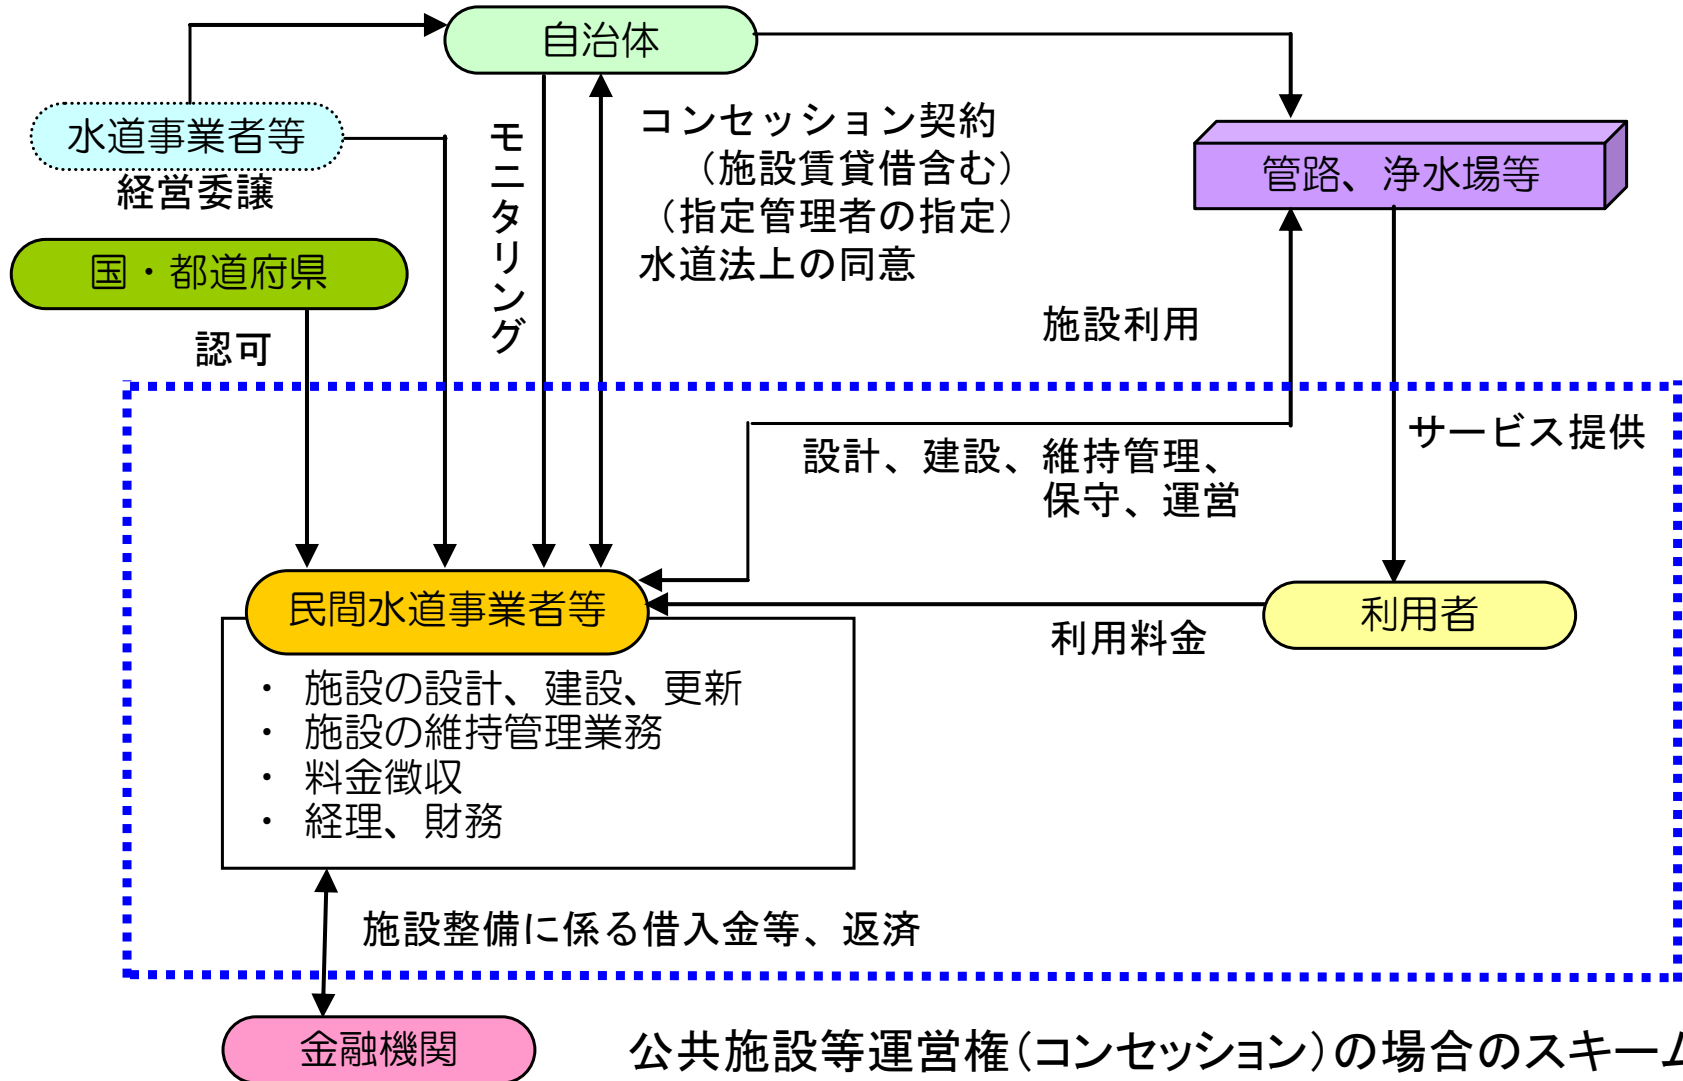 自治体
水道事業者等
経営委譲
国・都道府県
認可
モニタリング
コンセッション契約
（施設賃貸借含む）
（指定管理者の指定）
水道法上の同意
管路、浄水場等
施設利用
サービス提供
設計、建設、維持管理、
保守、運営
民間水道事業者等
利用者
利用料金
・ 施設の設計、建設、更新
・ 施設の維持管理業務
・ 料金徴収
・ 経理、財務
施設整備に係る借入金等、返済
金融機関
公共施設等運営権（コンセッション）の場合のスキーム